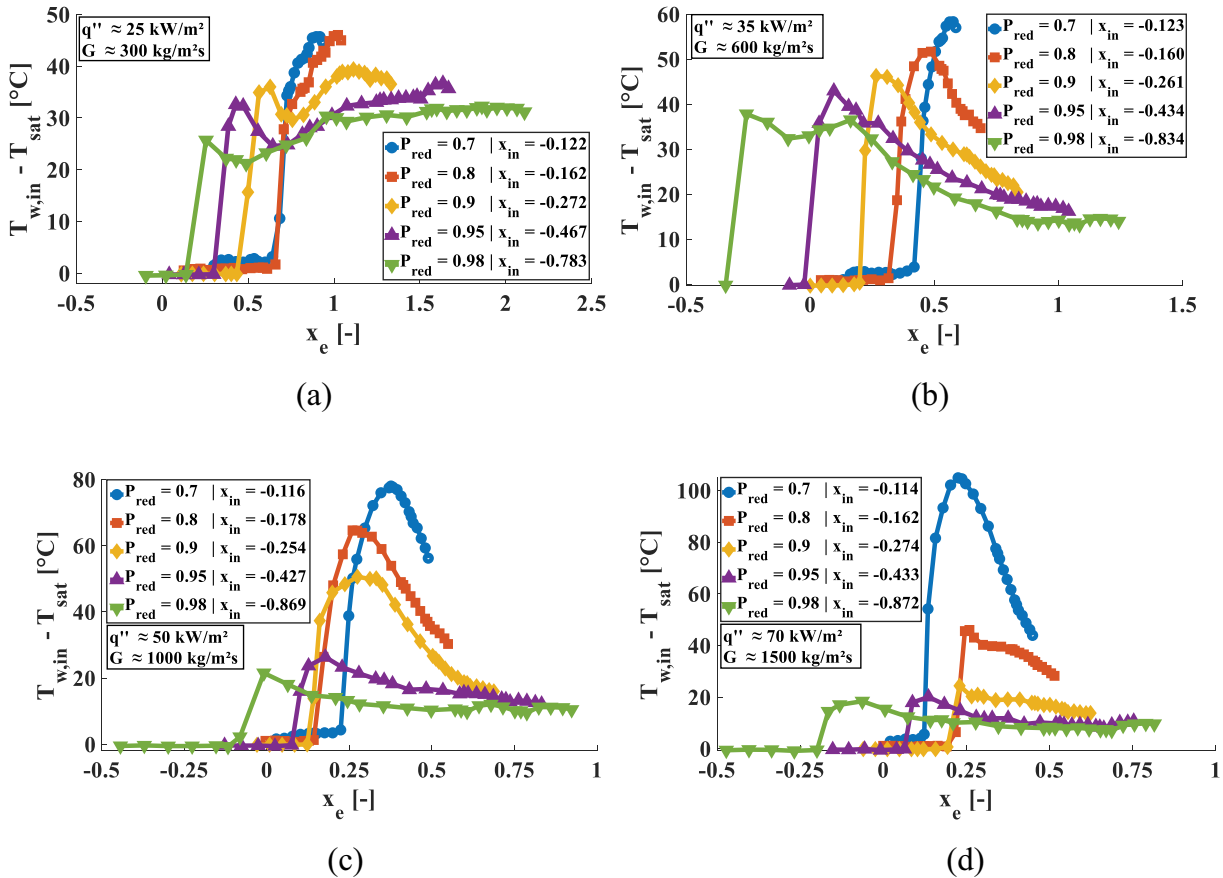 50
40
30
20
10
0
T_w,in - T_sat [°C]
q'' ≈ 25 kW/m²
G ≈ 300 kg/m²s
P_red = 0.7 | x_in = -0.122
P_red = 0.8 | x_in = -0.162
P_red = 0.9 | x_in = -0.272
P_red = 0.95 | x_in = -0.467
P_red = 0.98 | x_in = -0.783
-0.5 0 0.5 1 1.5 2 2.5
x_e [-]
(a)
60
50
40
30
20
10
0
T_w,in - T_sat [°C]
q'' ≈ 35 kW/m²
G ≈ 600 kg/m²s
P_red = 0.7 | x_in = -0.123
P_red = 0.8 | x_in = -0.160
P_red = 0.9 | x_in = -0.261
P_red = 0.95 | x_in = -0.434
P_red = 0.98 | x_in = -0.834
-0.5 0 0.5 1 1.5
x_e [-]
(b)
80
60
40
20
0
T_w,in - T_sat [°C]
P_red = 0.7 | x_in = -0.116
P_red = 0.8 | x_in = -0.178
P_red = 0.9 | x_in = -0.254
P_red = 0.95 | x_in = -0.427
P_red = 0.98 | x_in = -0.869
q'' ≈ 50 kW/m²
G ≈ 1000 kg/m²s
-0.5 -0.25 0 0.25 0.5 0.75 1
x_e [-]
(c)
100
80
60
40
20
0
T_w,in - T_sat [°C]
P_red = 0.7 | x_in = -0.114
P_red = 0.8 | x_in = -0.162
P_red = 0.9 | x_in = -0.274
P_red = 0.95 | x_in = -0.433
P_red = 0.98 | x_in = -0.872
q'' ≈ 70 kW/m²
G ≈ 1500 kg/m²s
-0.5 -0.25 0 0.25 0.5 0.75 1
x_e [-]
(d)